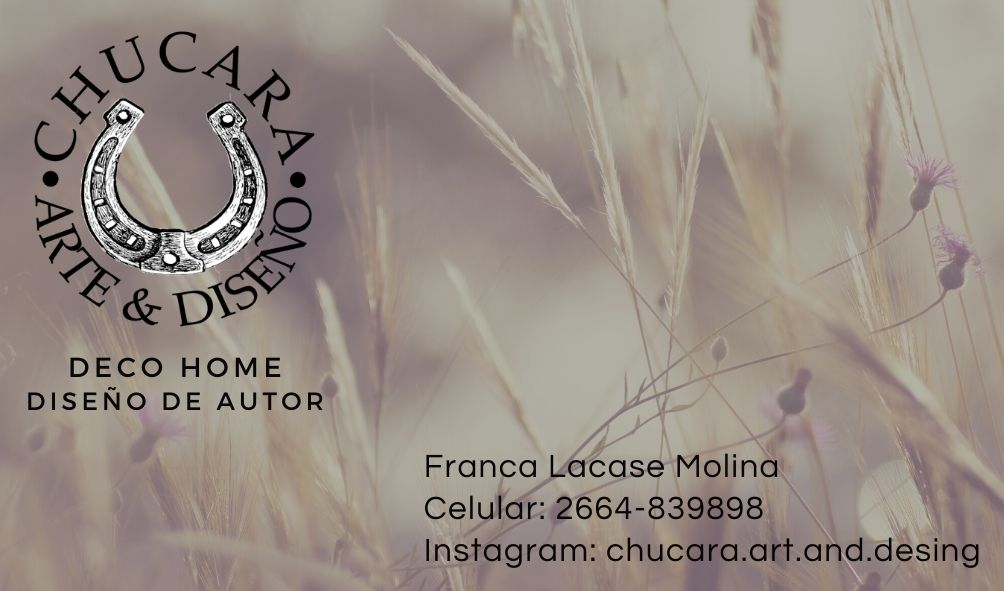 CHUCARA
ARTE & DISEÑO
DECO HOME
DISEÑO DE AUTOR
Franca Lacase Molina
Celular: 2664-839898
Instagram: chucara.art.and.desing